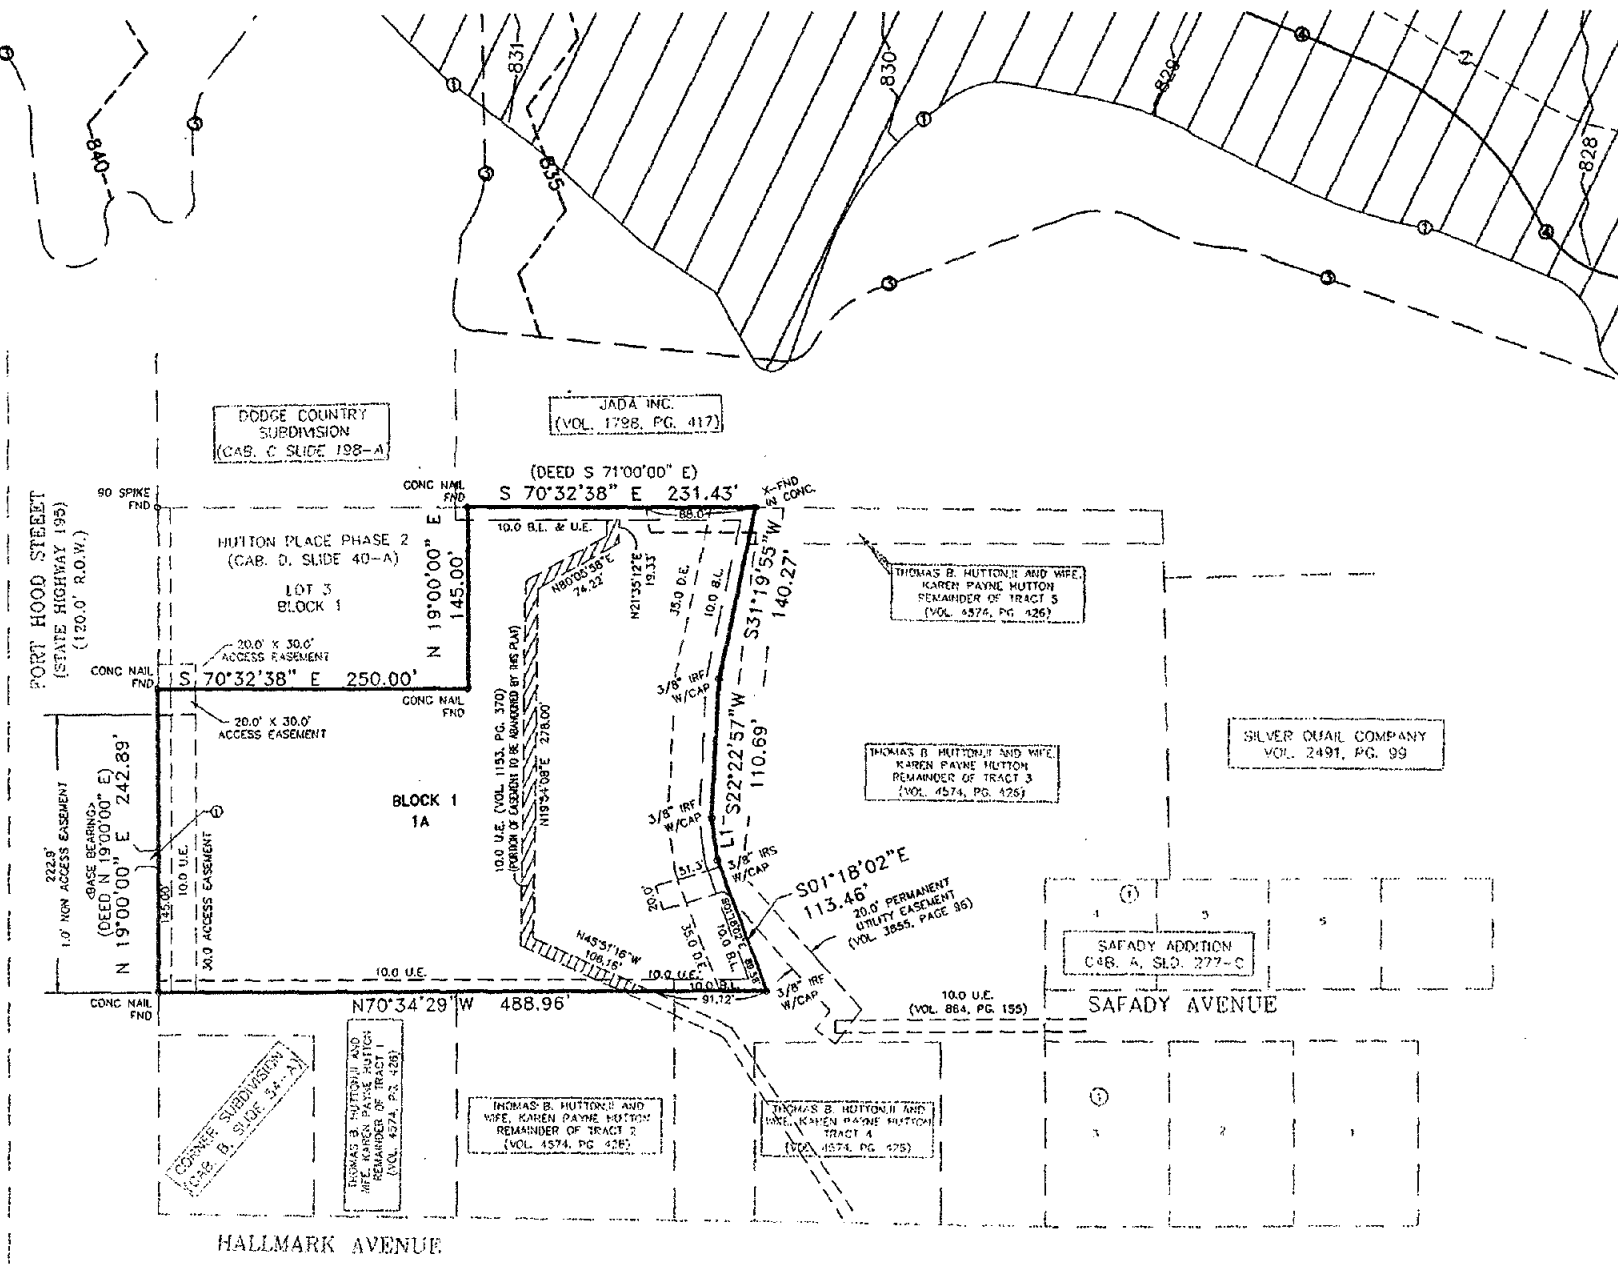 831
830
829
828
840
835
DODGE COUNTRY
SUBDIVISION
(CAB. C SLIDE 198-A)
JADA INC.
(VOL. 1798, PG. 417)
(DEED S 71°00'00" E)
S 70°32'38" E 231.43'
CONC NAIL
FND
90 SPIKE
FND
X-FND
IN CONC.
88.0'
10.0 B.L. & U.E.
HUTTON PLACE PHASE 2
(CAB. D. SLIDE 40-A)
LOT 3
BLOCK 1
N 19°00'00" E
145.00'
20.0' X 30.0'
ACCESS EASEMENT
CONC NAIL
FND
S 70°32'38" E 250.00'
CONC NAIL
FND
20.0' X 30.0'
ACCESS EASEMENT
FORT HOOD STEEET
(STATE HIGHWAY 195)
(120.0' R.O.W.)
N80°05'58"E
74.22'
N21°35'12"E
19.33'
35.0 D.E.
10.0 B.L.
S31°19'55"W
140.27'
THOMAS B. HUTTON,II AND WIFE,
KAREN PAYNE HUTTON
REMAINDER OF TRACT 5
(VOL. 4574, PG. 426)
3/8" IRF
W/CAP
S22°22'57"W
110.69'
10.0 U.E. (VOL. 1153, PG. 370)
(PORTION OF EASEMENT TO BE ABANDONED BY THIS PLAT)
N19°54'08"E 278.00'
THOMAS B. HUTTON,II AND WIFE,
KAREN PAYNE HUTTON
REMAINDER OF TRACT 3
(VOL. 4574, PG. 426)
SILVER QUAIL COMPANY
VOL. 2491, PG. 99
222.9'
1.0' NON ACCESS EASEMENT
<BASE BEARING>
(DEED N 19°00'00" E)
N 19°00'00" E 242.89'
145.00'
10.0 U.E.
30.0 ACCESS EASEMENT
BLOCK 1
1A
3/8" IRF
W/CAP
L1
3/8" IRS
W/CAP
51.3'
20.0'
S01°18'02"E
113.46'
20.0' PERMANENT
UTILITY EASEMENT
(VOL. 3855, PAGE 96)
S01°18'02"E
10.0 B.L.
35.0 D.E.
N45°51'16"W
106.16'
10.0 U.E.
10.0 U.E.
10.0 B.L.
91.72'
3/8" IRF
W/CAP
CONC NAIL
FND
N70°34'29"W 488.96'
10.0 U.E.
(VOL. 864, PG. 155)
4
5
6
1
SAFADY ADDITION
CAB. A, SLD. 277-C
SAFADY AVENUE
CORNER SUBDIVISION
(CAB. B, SLIDE 54-A)
THOMAS B. HUTTON,II AND
WIFE, KAREN PAYNE HUTTON
REMAINDER OF TRACT 1
(VOL. 4574, PG. 426)
THOMAS B. HUTTON,II AND
WIFE, KAREN PAYNE HUTTON
REMAINDER OF TRACT 2
(VOL. 4574, PG. 426)
THOMAS B. HUTTON,II AND
WIFE, KAREN PAYNE HUTTON
TRACT 4
(VOL. 4574, PG. 426)
1
3
2
1
HALLMARK AVENUE